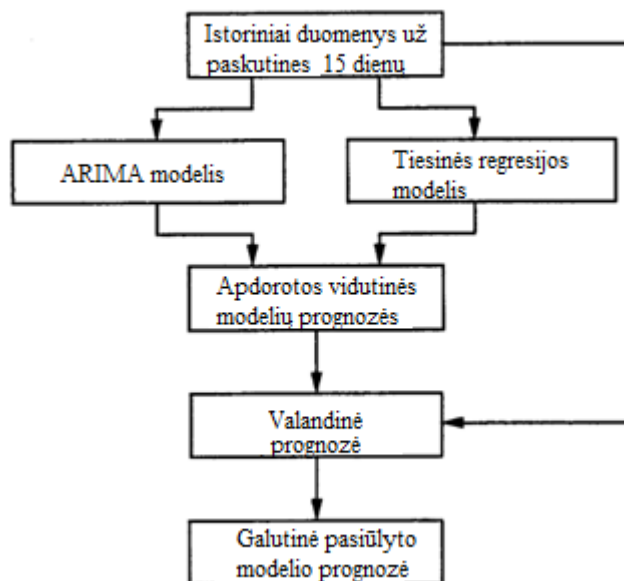 Istoriniai duomenys už
paskutines 15 dienų
ARIMA modelis
Tiesinės regresijos
modelis
Apdorotos vidutinės
modelių prognozės
Valandinė
prognozė
Galutinė pasiūlyto
modelio prognozė